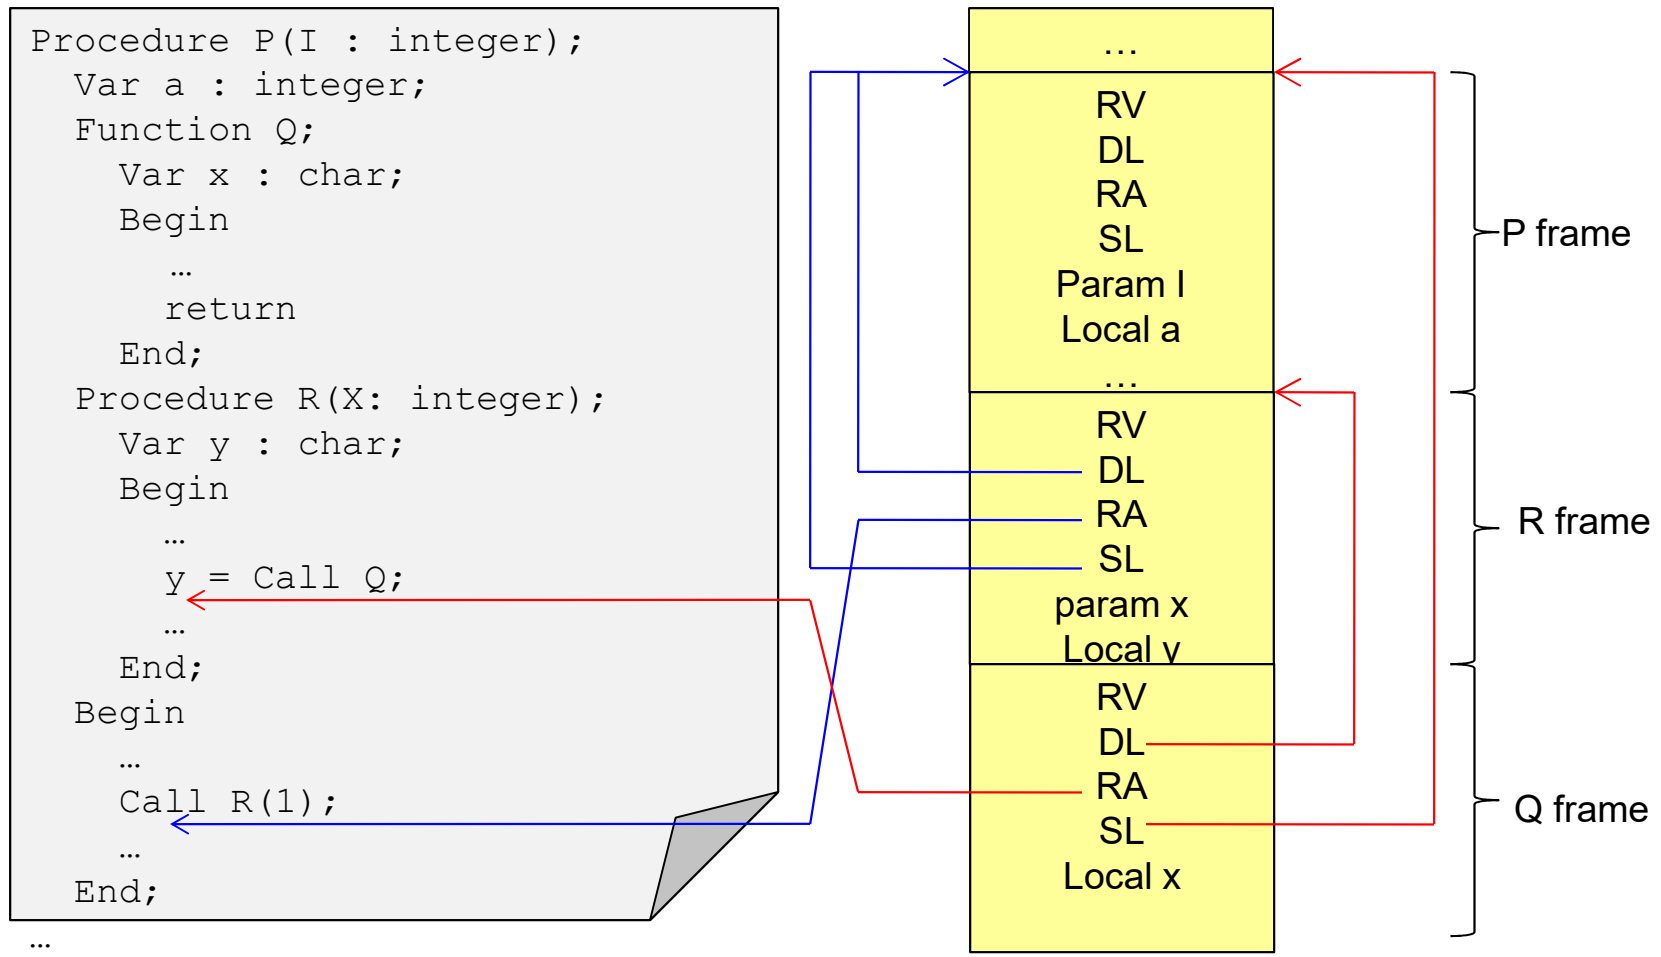 Procedure P(I : integer);
Var a : integer;
Function Q;
Var x : char;
Begin
…
return
End;
Procedure R(X: integer);
Var y : char;
Begin
…
y = Call Q;
…
End;
Begin
…
Call R(1);
…
End;
…
…
RV
DL
RA
SL
Param I
Local a
…
RV
DL
RA
SL
param x
Local y
RV
DL
RA
SL
Local x
P frame
R frame
Q frame